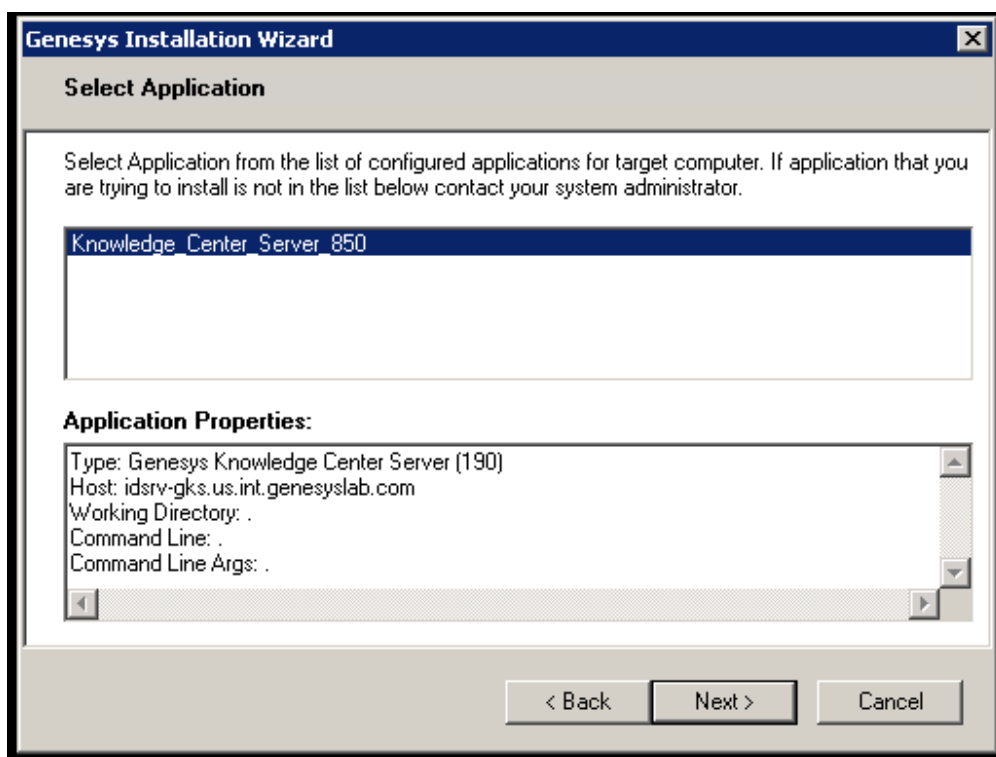 Genesys Installation Wizard
Select Application
Select Application from the list of configured applications for target computer. If application that you
are trying to install is not in the list below contact your system administrator.
Knowledge_Center_Server_850
Application Properties:
Type: Genesys Knowledge Center Server (190)
Host: idsrv-gks.us.int.genesyslab.com
Working Directory: .
Command Line: .
Command Line Args: .
< Back Next > Cancel